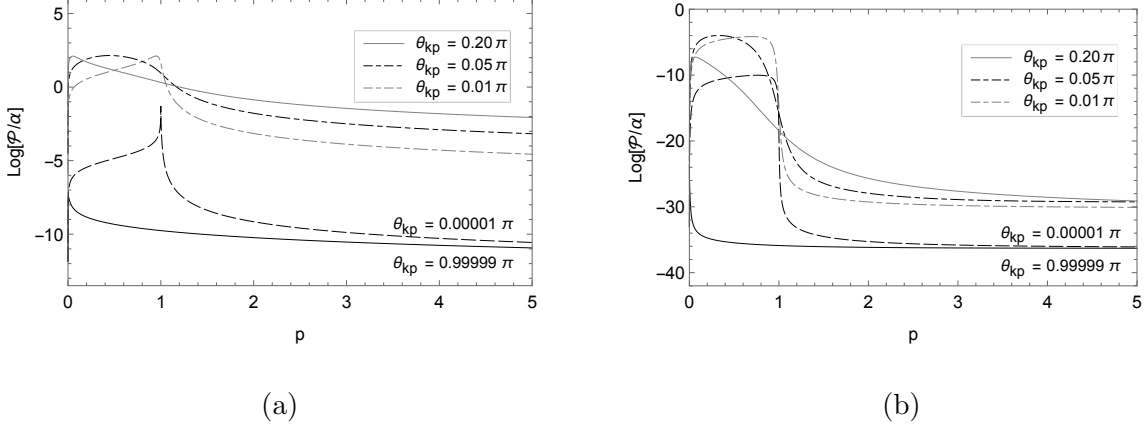 5
0
−5
−10
Log[𝒫/α]
θkp = 0.20 π
θkp = 0.05 π
θkp = 0.01 π
θkp = 0.00001 π
θkp = 0.99999 π
0 1 2 3 4 5
p
(a)
0
−10
−20
−30
−40
Log[𝒫/α]
θkp = 0.20 π
θkp = 0.05 π
θkp = 0.01 π
θkp = 0.00001 π
θkp = 0.99999 π
0 1 2 3 4 5
p
(b)